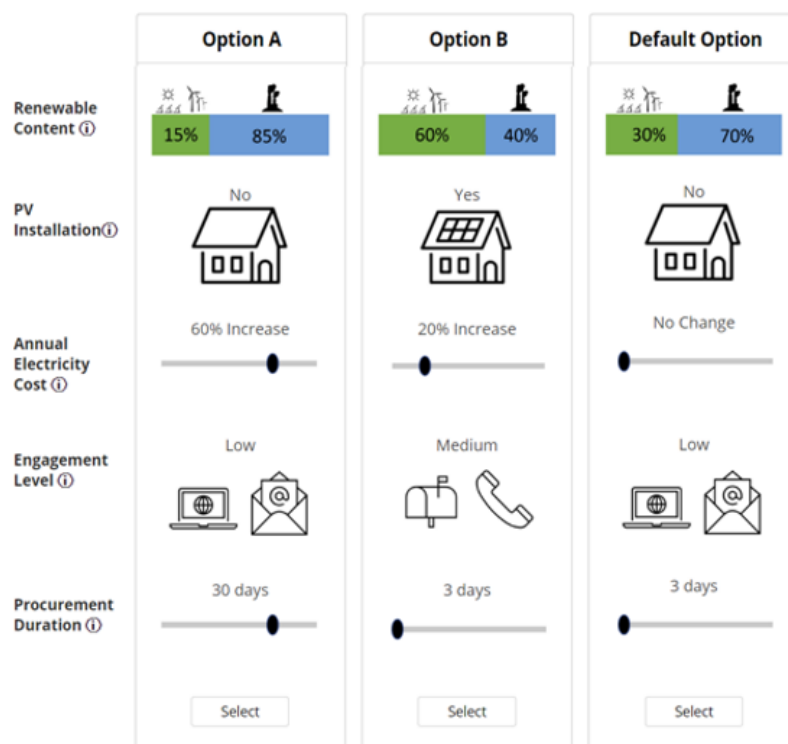 Option A
Option B
Default Option
Renewable
Content ⓘ
15%
85%
60%
40%
30%
70%
PV
Installationⓘ
No
Yes
No
Annual
Electricity
Cost ⓘ
60% Increase
20% Increase
No Change
Engagement
Level ⓘ
Low
Medium
Low
@
@
Procurement
Duration ⓘ
30 days
3 days
3 days
Select
Select
Select